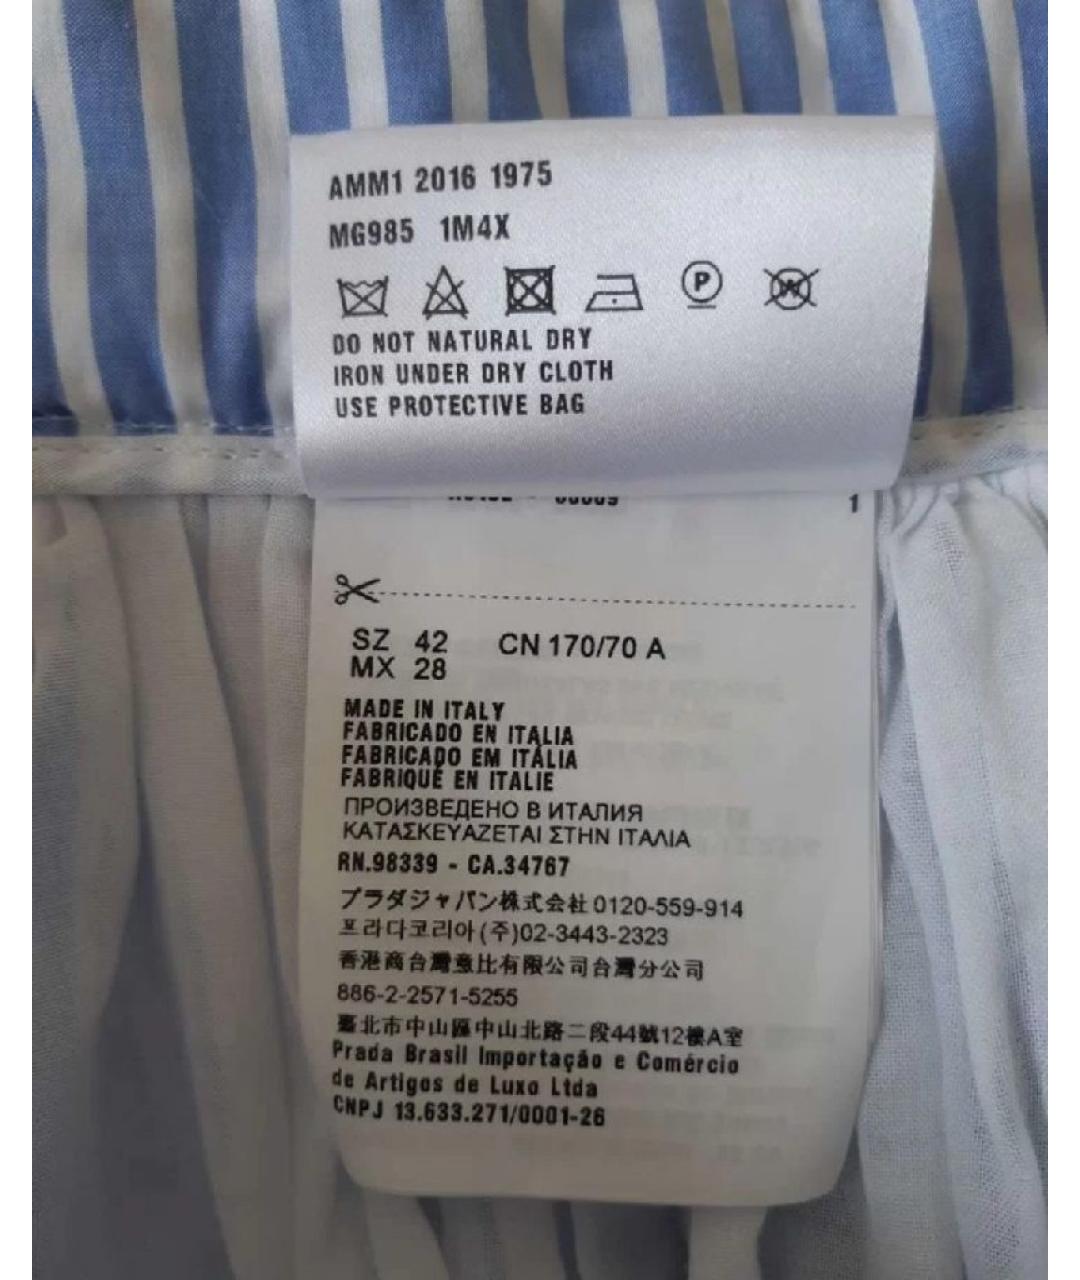 AMM1 2016 1975
MG985 1M4X
P
W
DO NOT NATURAL DRY
IRON UNDER DRY CLOTH
USE PROTECTIVE BAG
1
SZ 42 CN 170/70 A
MX 28
MADE IN ITALY
FABRICADO EN ITALIA
FABRICADO EM ITÁLIA
FABRIQUÉ EN ITALIE
ПРОИЗВЕДЕНО В ИТАЛИЯ
ΚΑΤΑΣΚΕΥΑΖΕΤΑΙ ΣΤΗΝ ΙΤΑΛΙΑ
RN.98339 - CA.34767
プラダジャパン株式会社 0120-559-914
프라다코리아(주)02-3443-2323
香港商台灣意比有限公司台灣分公司
886-2-2571-5255
臺北市中山區中山北路二段44號12樓A室
Prada Brasil Importação e Comércio
de Artigos de Luxo Ltda
CNPJ 13.633.271/0001-26